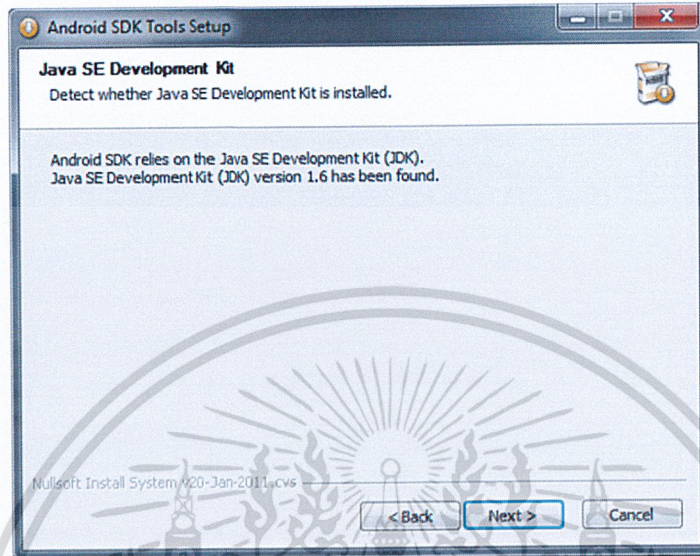 Android SDK Tools Setup
Java SE Development Kit
Detect whether Java SE Development Kit is installed.
Android SDK relies on the Java SE Development Kit (JDK).
Java SE Development Kit (JDK) version 1.6 has been found.
Nullsoft Install System v20-Jan-2011.cvs
< Back
Next >
Cancel